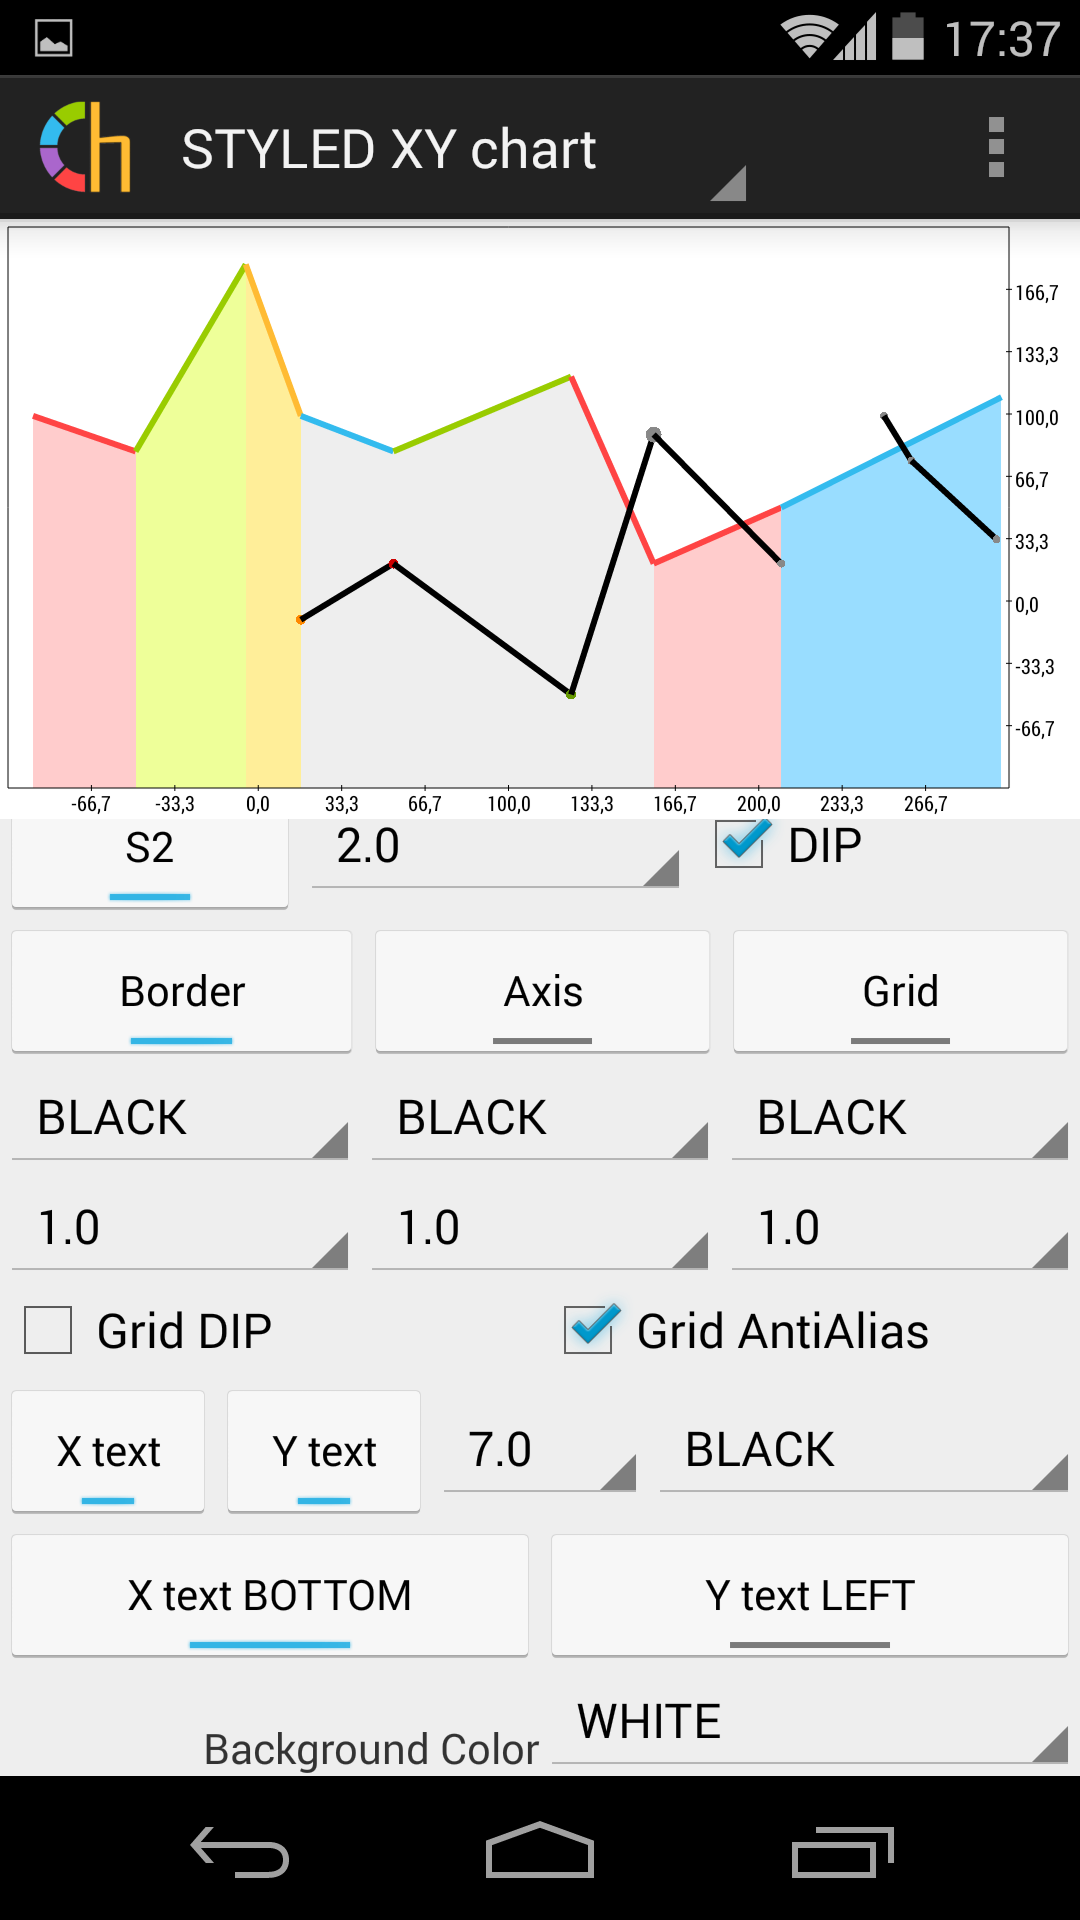 17:37
Ch STYLED XY chart
166,7
133,3
100,0
66,7
33,3
0,0
-33,3
-66,7
-66,7 -33,3 0,0 33,3 66,7 100,0 133,3 166,7 200,0 233,3 266,7
S2 2.0 DIP
Border Axis Grid
BLACK BLACK BLACK
1.0 1.0 1.0
Grid DIP Grid AntiAlias
X text Y text 7.0 BLACK
X text BOTTOM Y text LEFT
Background Color WHITE